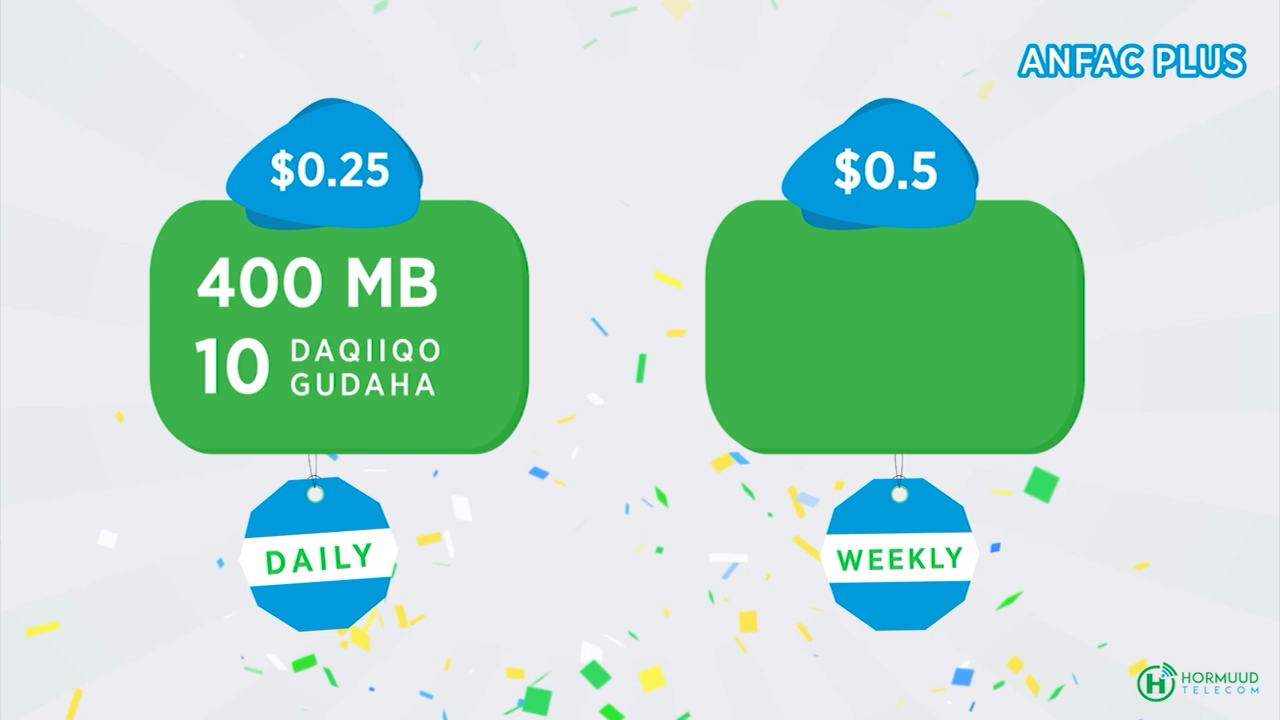 ANFAC PLUS
$0.25
400 MB
10 DAQIIQO
GUDAHA
DAILY
$0.5
WEEKLY
HORMUUD
TELECOM